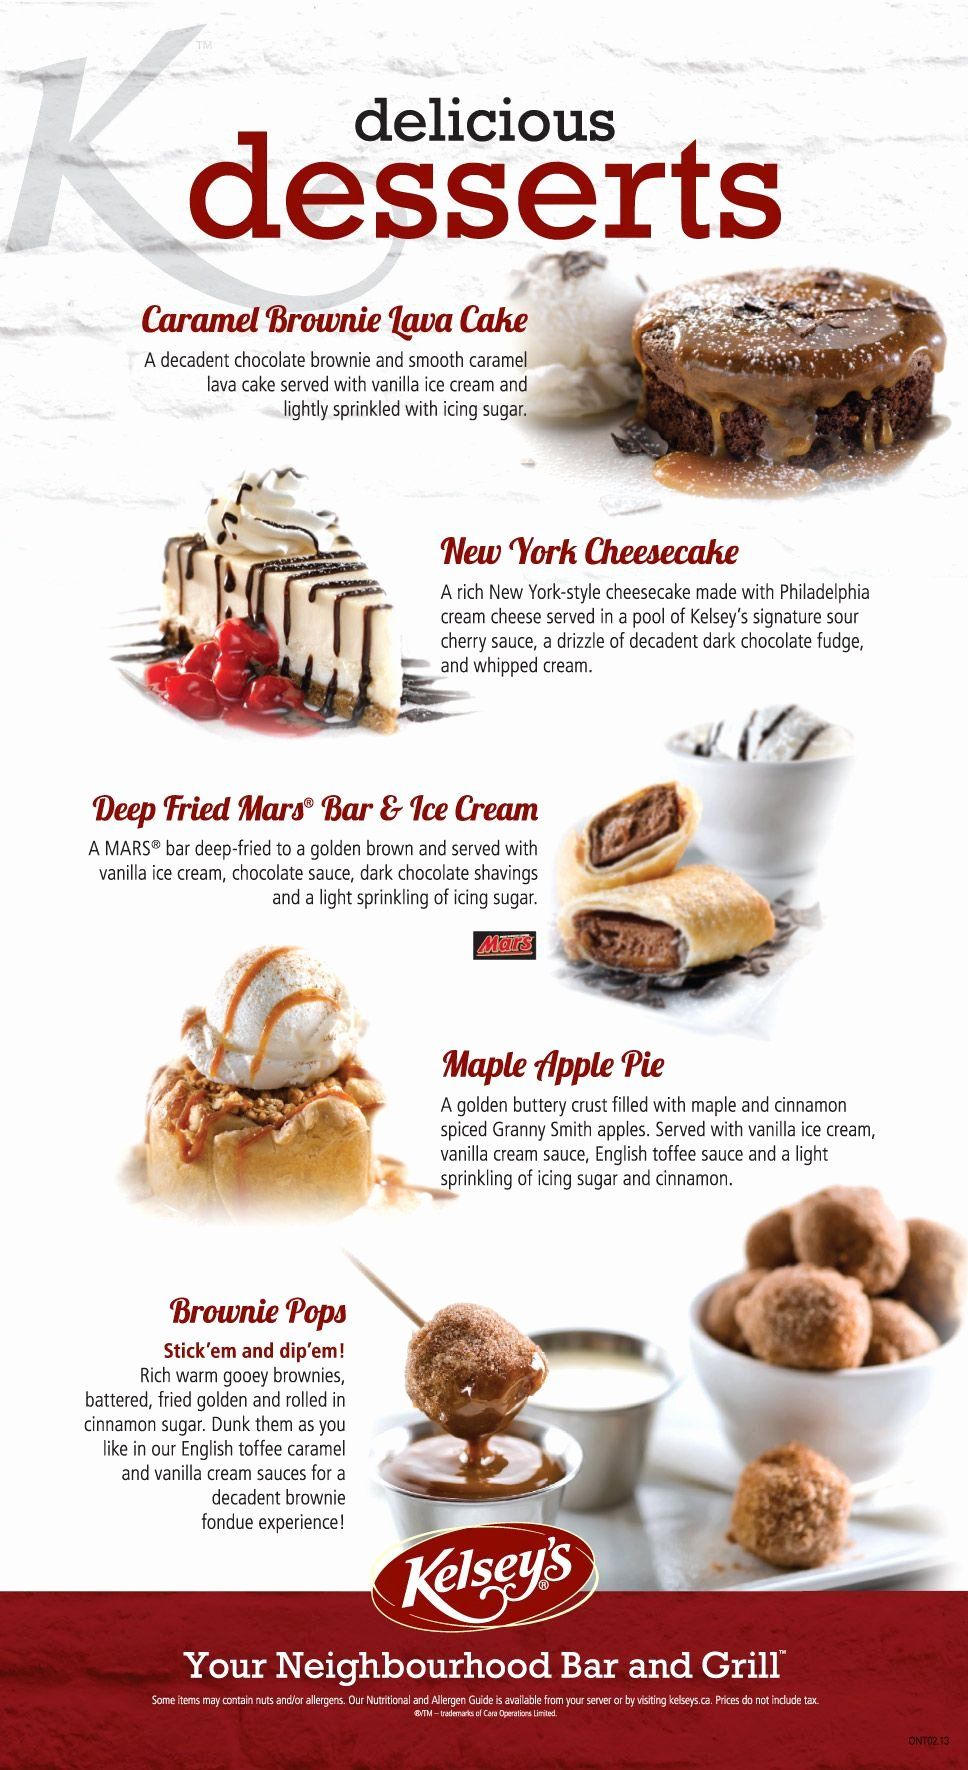 K™
delicious
desserts
Caramel Brownie Lava Cake
A decadent chocolate brownie and smooth caramel
lava cake served with vanilla ice cream and
lightly sprinkled with icing sugar.
New York Cheesecake
A rich New York-style cheesecake made with Philadelphia
cream cheese served in a pool of Kelsey's signature sour
cherry sauce, a drizzle of decadent dark chocolate fudge,
and whipped cream.
Deep Fried Mars® Bar & Ice Cream
A MARS® bar deep-fried to a golden brown and served with
vanilla ice cream, chocolate sauce, dark chocolate shavings
and a light sprinkling of icing sugar.
Mars
Maple Apple Pie
A golden buttery crust filled with maple and cinnamon
spiced Granny Smith apples. Served with vanilla ice cream,
vanilla cream sauce, English toffee sauce and a light
sprinkling of icing sugar and cinnamon.
Brownie Pops
Stick'em and dip'em!
Rich warm gooey brownies,
battered, fried golden and rolled in
cinnamon sugar. Dunk them as you
like in our English toffee caramel
and vanilla cream sauces for a
decadent brownie
fondue experience!
Kelsey's®
Your Neighbourhood Bar and Grill™
Some items may contain nuts and/or allergens. Our Nutritional and Allergen Guide is available from your server or by visiting kelseys.ca. Prices do not include tax.
®/TM – trademarks of Cara Operations Limited.
ONT02.13